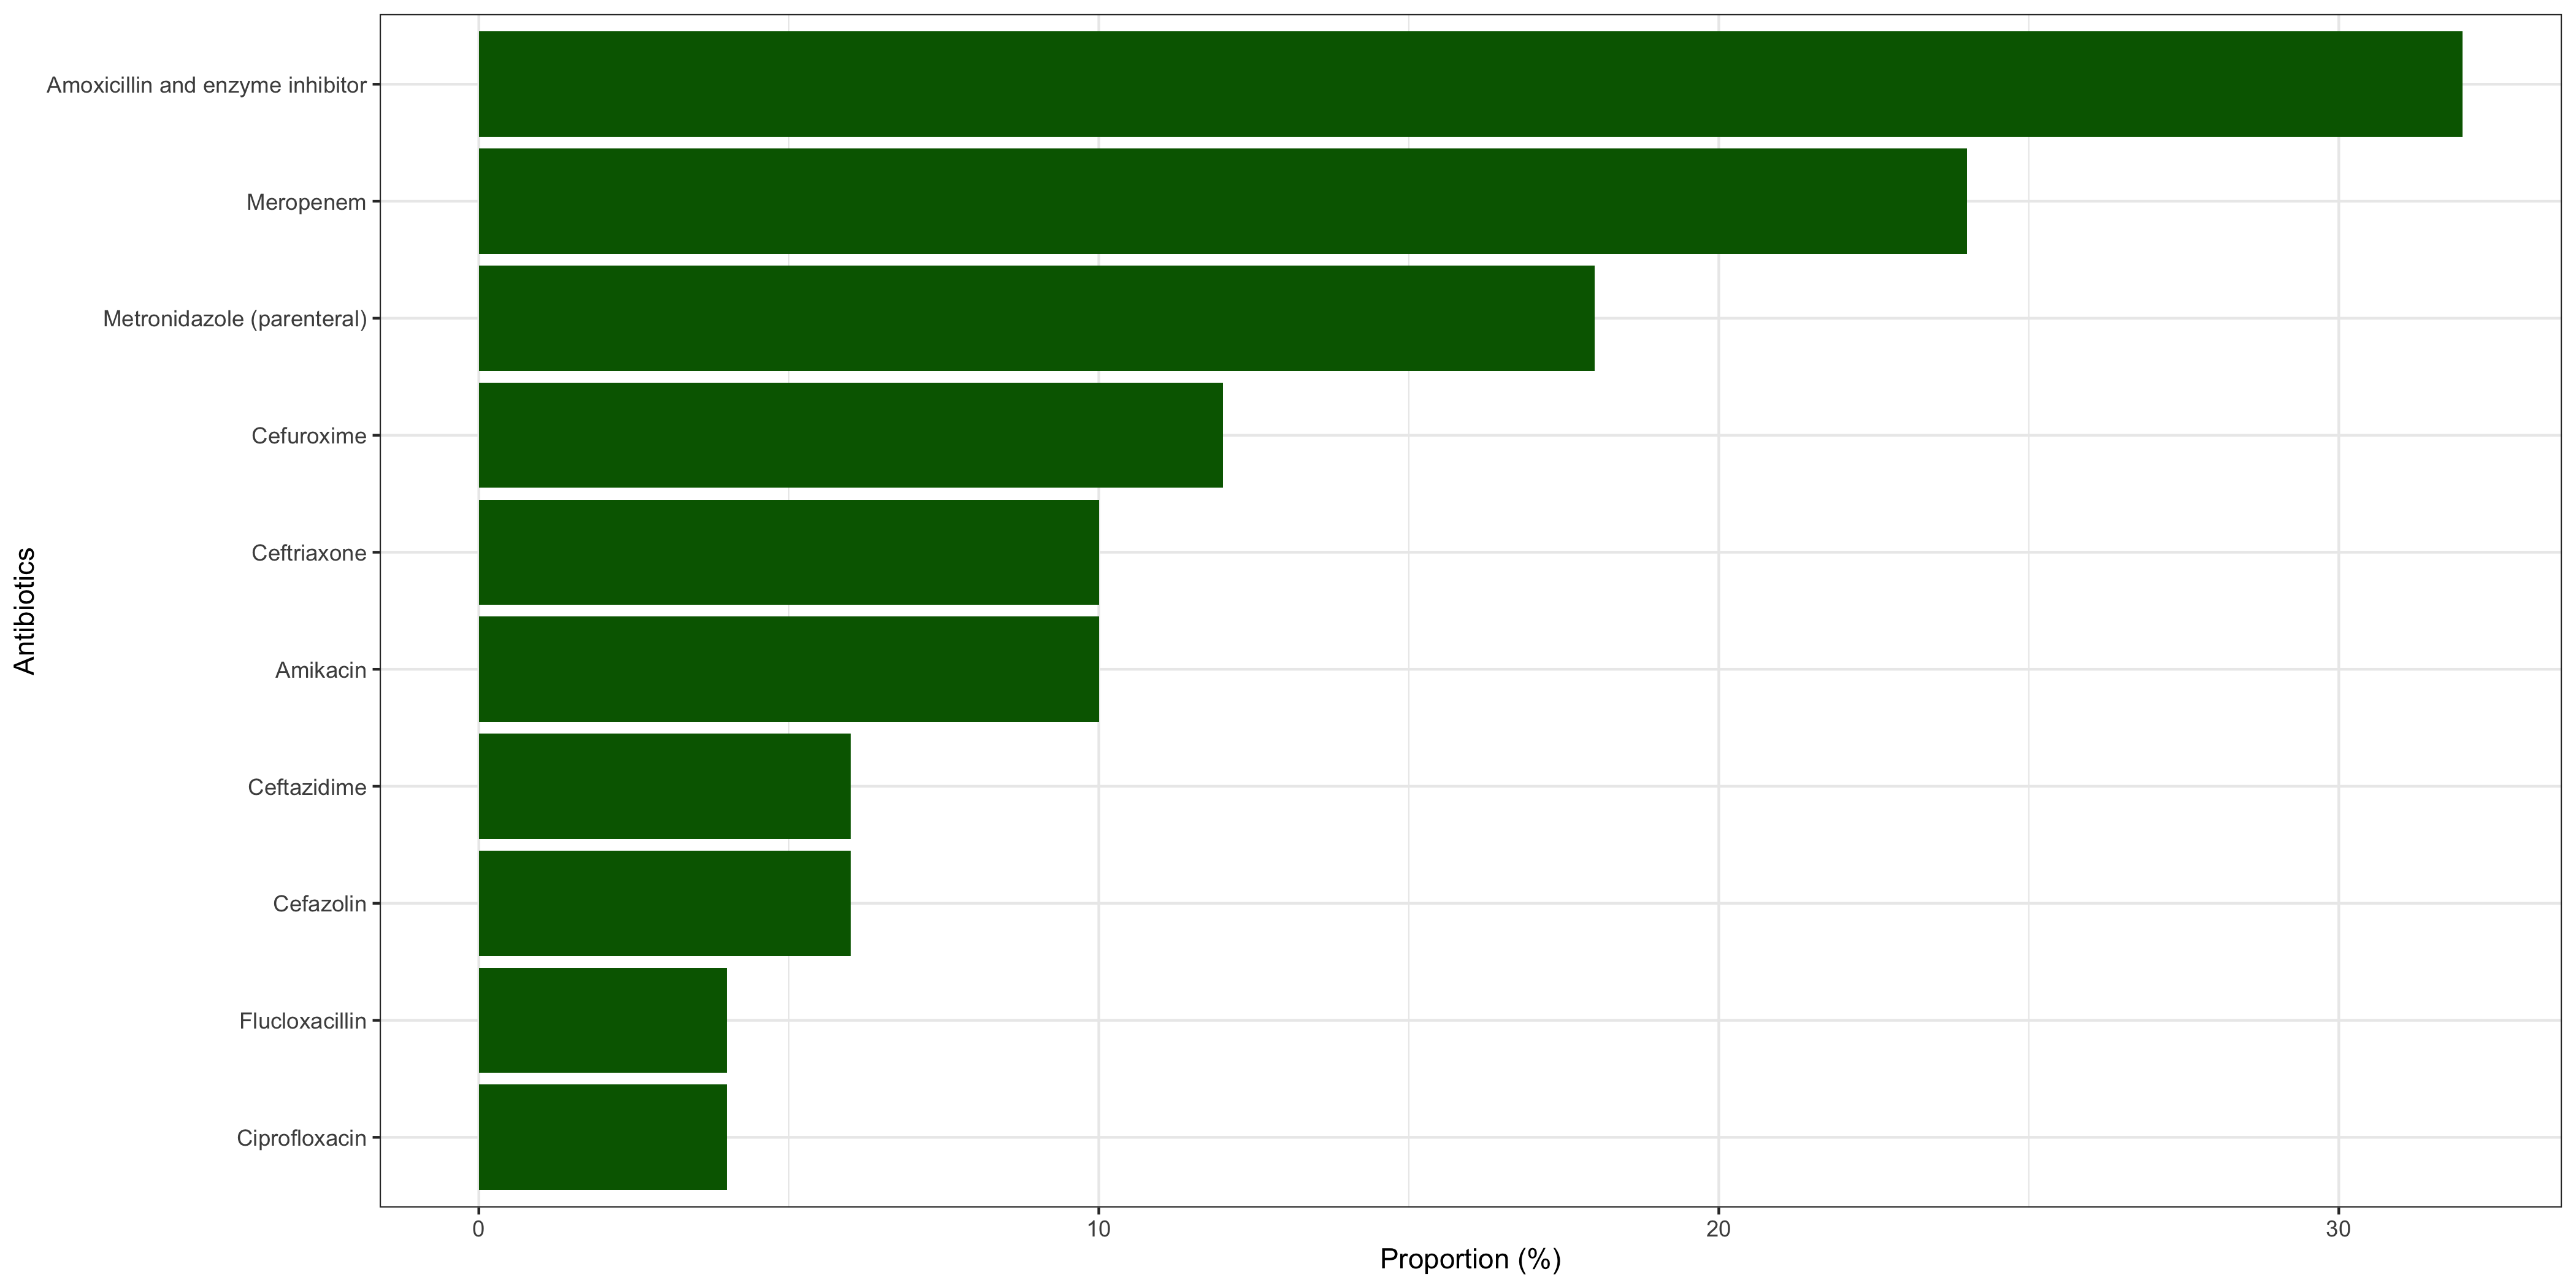 Antibiotics
Amoxicillin and enzyme inhibitor
Meropenem
Metronidazole (parenteral)
Cefuroxime
Ceftriaxone
Amikacin
Ceftazidime
Cefazolin
Flucloxacillin
Ciprofloxacin
0 10 20 30
Proportion (%)